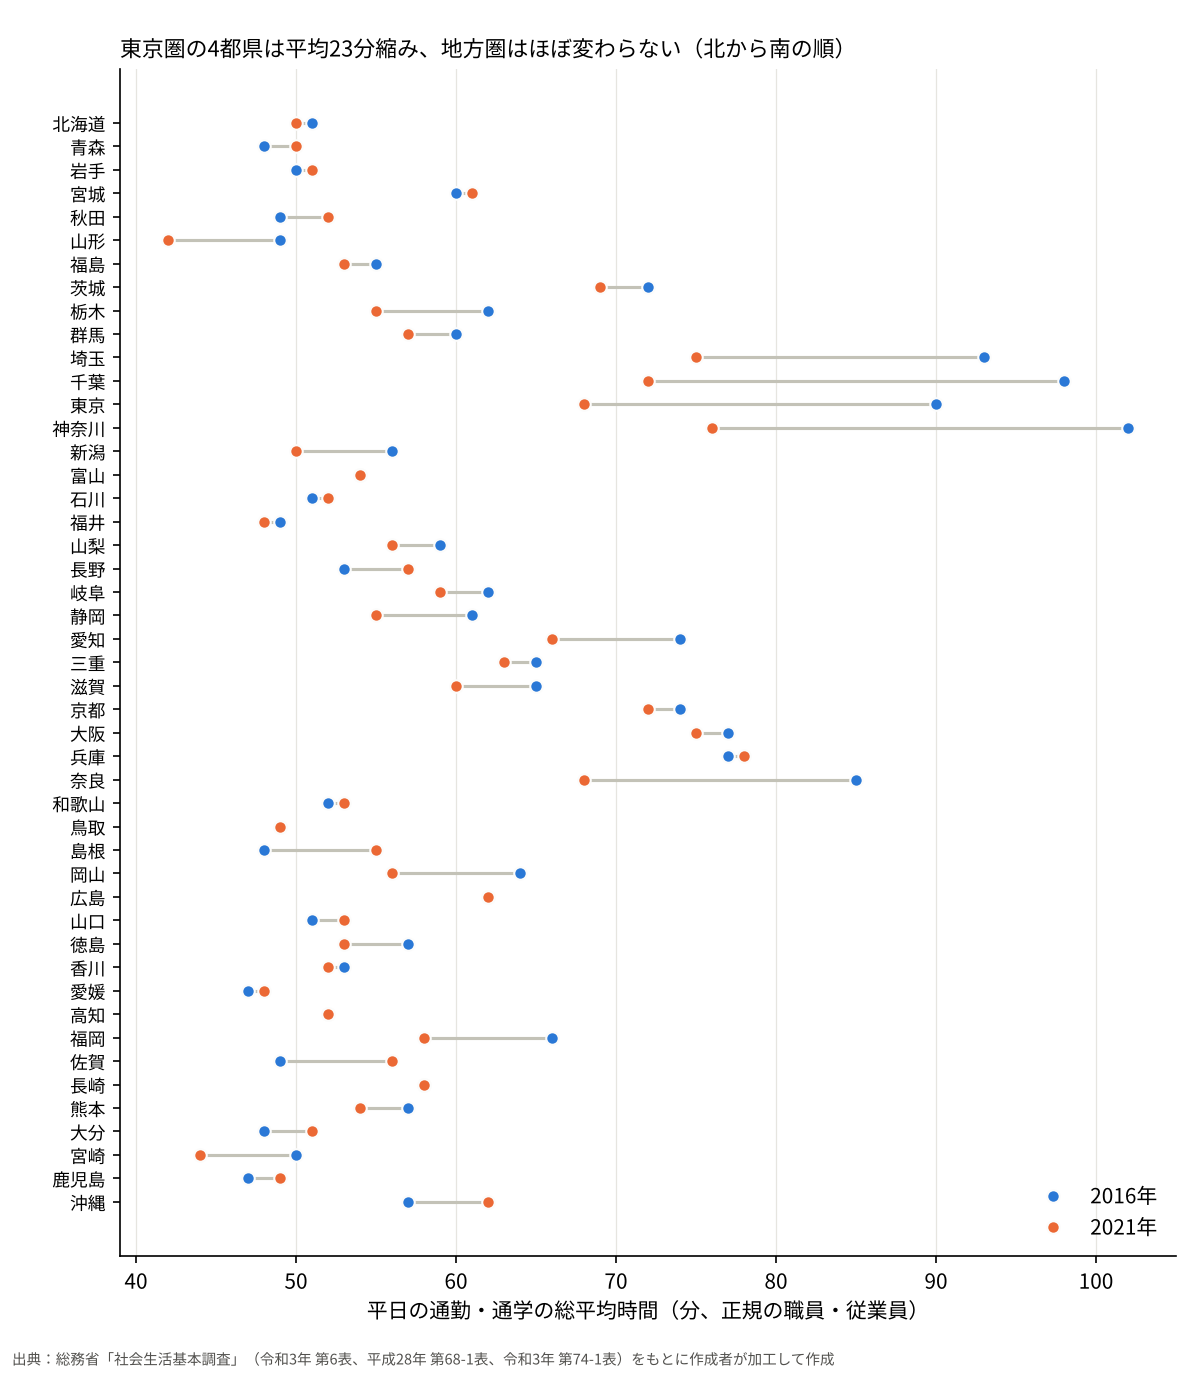 東京圏の4都県は平均23分縮み、地方圏はほぼ変わらない（北から南の順）
北海道
青森
岩手
宮城
秋田
山形
福島
茨城
栃木
群馬
埼玉
千葉
東京
神奈川
新潟
富山
石川
福井
山梨
長野
岐阜
静岡
愛知
三重
滋賀
京都
大阪
兵庫
奈良
和歌山
鳥取
島根
岡山
広島
山口
徳島
香川
愛媛
高知
福岡
佐賀
長崎
熊本
大分
宮崎
鹿児島
沖縄
2016年
2021年
40 50 60 70 80 90 100
平日の通勤・通学の総平均時間（分、正規の職員・従業員）
出典：総務省「社会生活基本調査」（令和3年 第6表、平成28年 第68-1表、令和3年 第74-1表）をもとに作成者が加工して作成